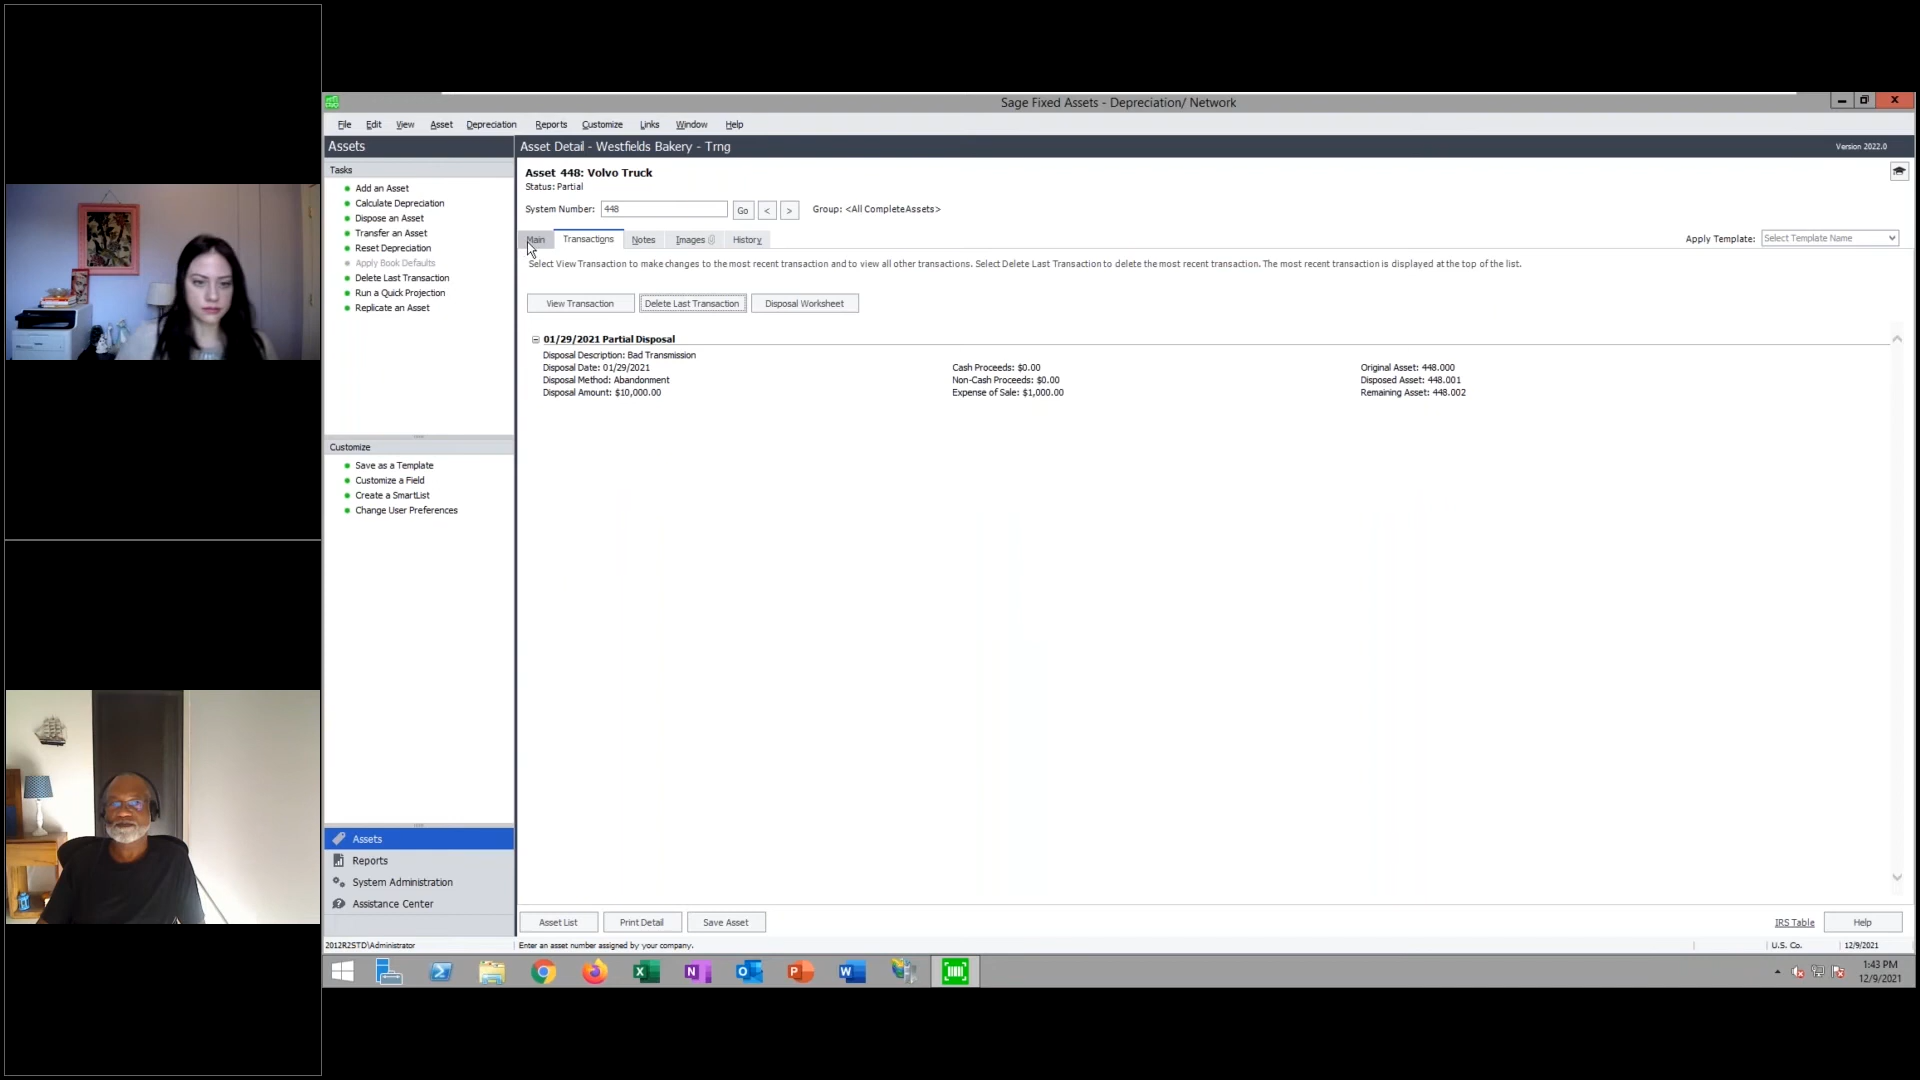 Sage Fixed Assets - Depreciation/ Network
File Edit View Asset Depreciation Reports Customize Links Window Help
Assets
Asset Detail - Westfields Bakery - Trng
Version 2022.0
Tasks
Add an Asset
Calculate Depreciation
Dispose an Asset
Transfer an Asset
Reset Depreciation
Apply Book Defaults
Delete Last Transaction
Run a Quick Projection
Replicate an Asset
Customize
Save as a Template
Customize a Field
Create a SmartList
Change User Preferences
Assets
Reports
System Administration
Assistance Center
Asset 448: Volvo Truck
Status: Partial
System Number: 448 Go < > Group: <All CompleteAssets>
Main Transactions Notes Images History
Apply Template: Select Template Name
Select View Transaction to make changes to the most recent transaction and to view all other transactions. Select Delete Last Transaction to delete the most recent transaction. The most recent transaction is displayed at the top of the list.
View Transaction Delete Last Transaction Disposal Worksheet
01/29/2021 Partial Disposal
Disposal Description: Bad Transmission
Disposal Date: 01/29/2021 Cash Proceeds: $0.00 Original Asset: 448.000
Disposal Method: Abandonment Non-Cash Proceeds: $0.00 Disposed Asset: 448.001
Disposal Amount: $10,000.00 Expense of Sale: $1,000.00 Remaining Asset: 448.002
Asset List Print Detail Save Asset IRS Table Help
2012R2STD\Administrator Enter an asset number assigned by your company. U.S. Co. 12/9/2021
1:43 PM
12/9/2021